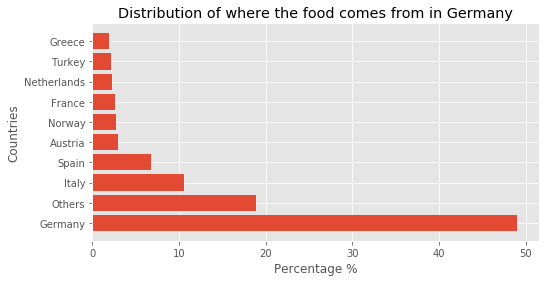 Distribution of where the food comes from in Germany
Countries
Greece
Turkey
Netherlands
France
Norway
Austria
Spain
Italy
Others
Germany
0 10 20 30 40 50
Percentage %